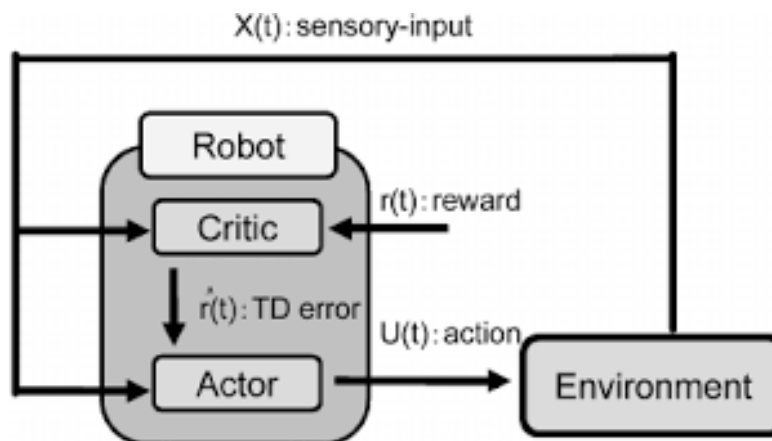 X(t): sensory-input
Robot
r(t): reward
Critic
r̂(t): TD error
U(t): action
Actor
Environment